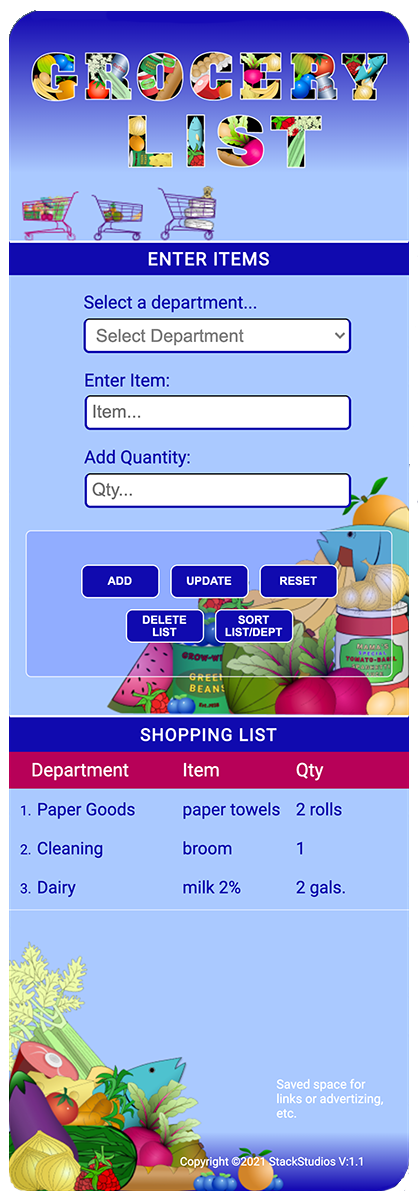 GROCERY
LIST
ENTER ITEMS
Select a department...
Select Department
Enter Item:
Item...
Add Quantity:
Qty...
ADD UPDATE RESET
DELETE
LIST
SORT
LIST/DEPT
GREEN
BEANS
MAMA'S
SPECIAL
TOMATO-BASIL
SHOPPING LIST
Department Item Qty
1. Paper Goods paper towels 2 rolls
2. Cleaning broom 1
3. Dairy milk 2% 2 gals.
Saved space for
links or advertizing,
etc.
Copyright ©2021 StackStudios V:1.1